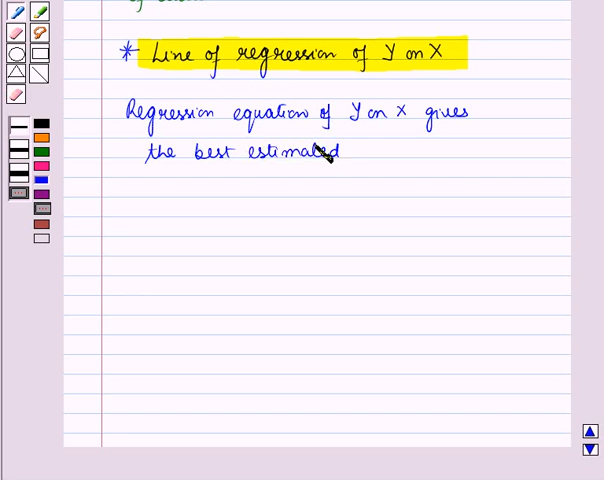 * Line of regression of Y on X
Regression equation of Y on X gives
the best estimated